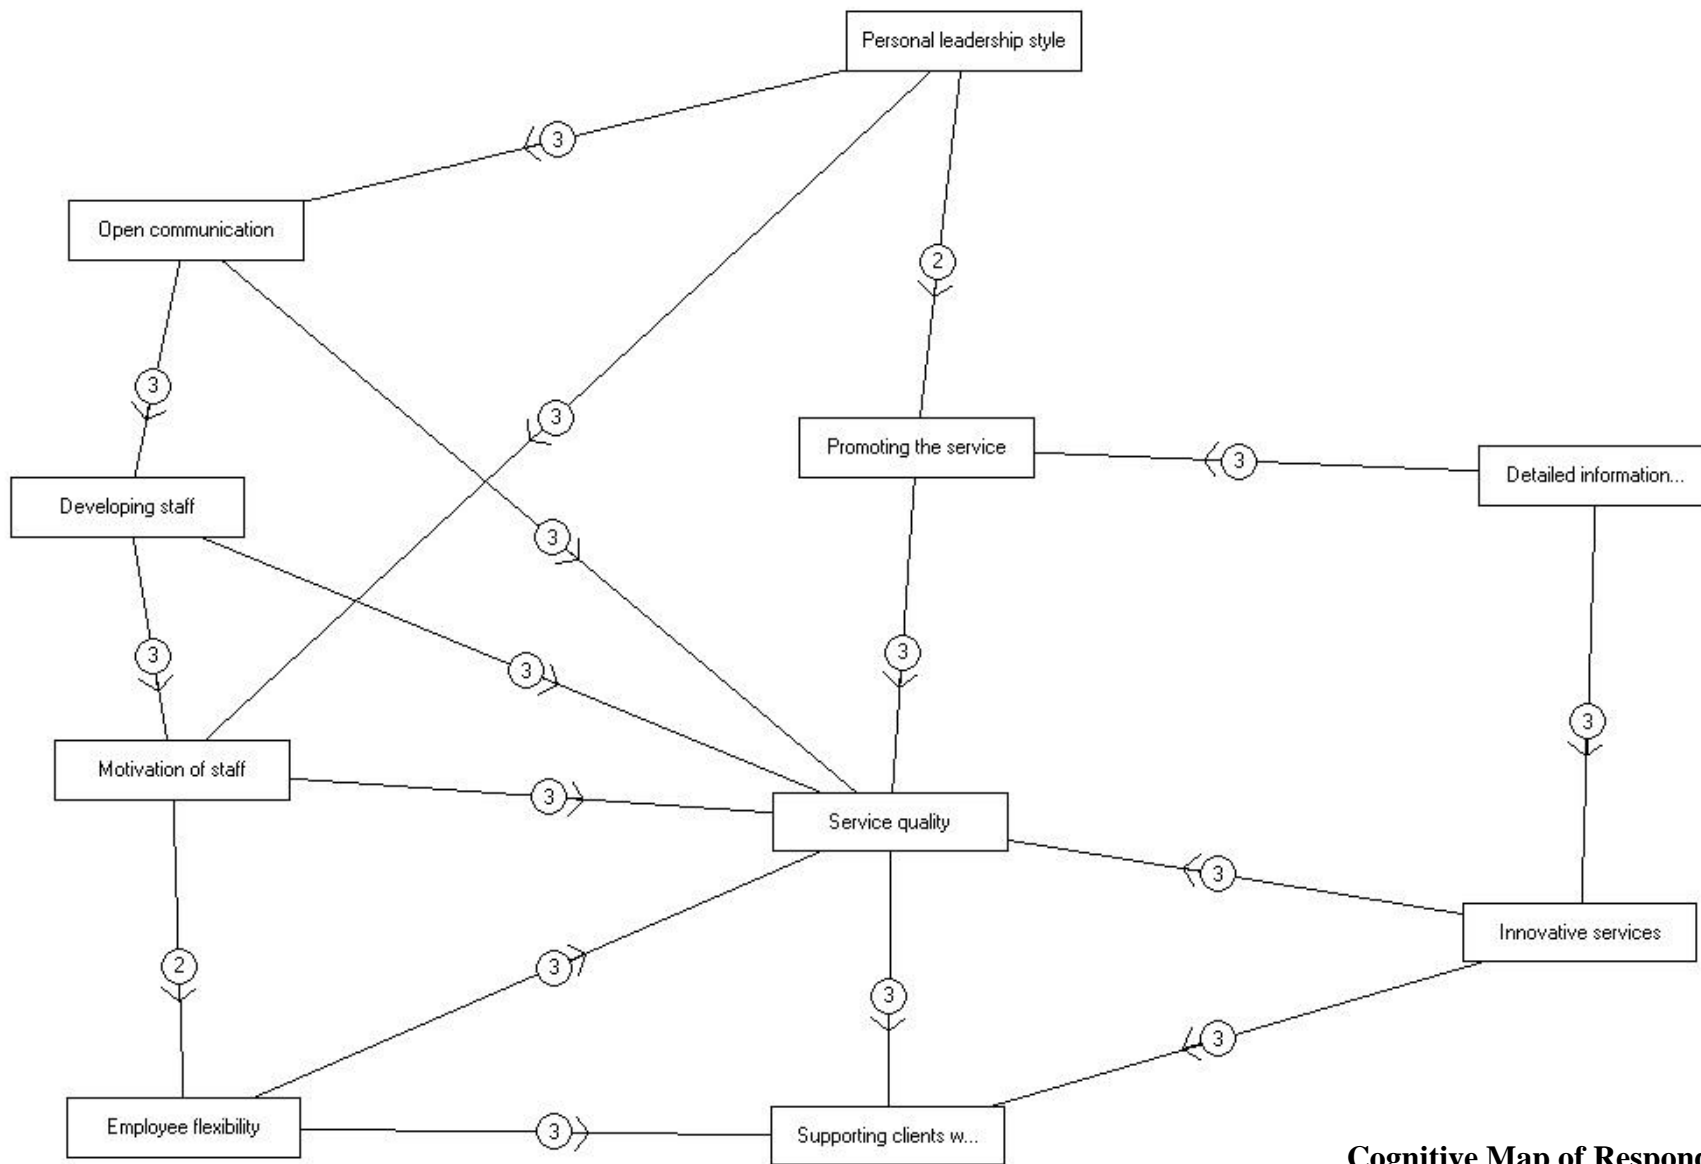 Personal leadership style
3
Open communication
2
3
3
Promoting the service
3
Detailed information...
Developing staff
3
3
3
3
3
Motivation of staff
3
Service quality
3
Innovative services
2
3
3
3
Employee flexibility
3
Supporting clients w...
Cognitive Map of